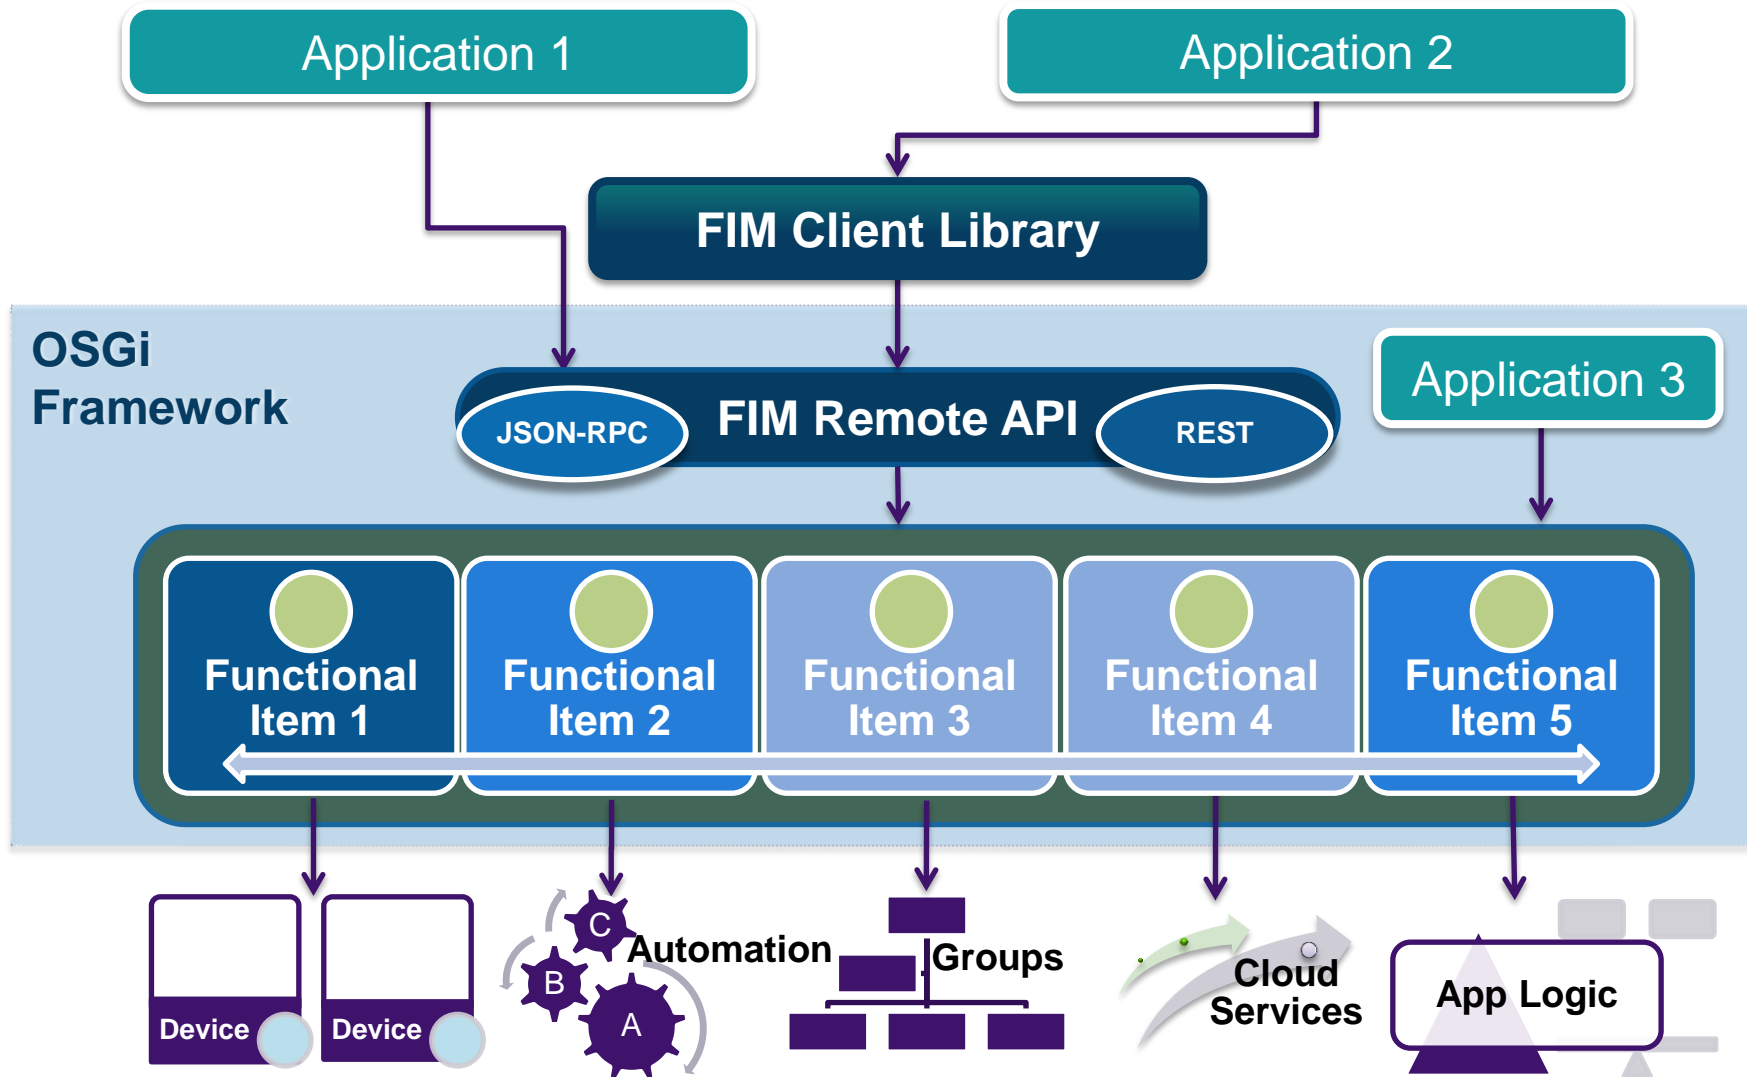 Application 1
Application 2
FIM Client Library
OSGi
Framework
Application 3
JSON-RPC
FIM Remote API
REST
Functional
Item 1
Functional
Item 2
Functional
Item 3
Functional
Item 4
Functional
Item 5
Device
Device
C
B
A
Automation
Groups
Cloud
Services
App Logic